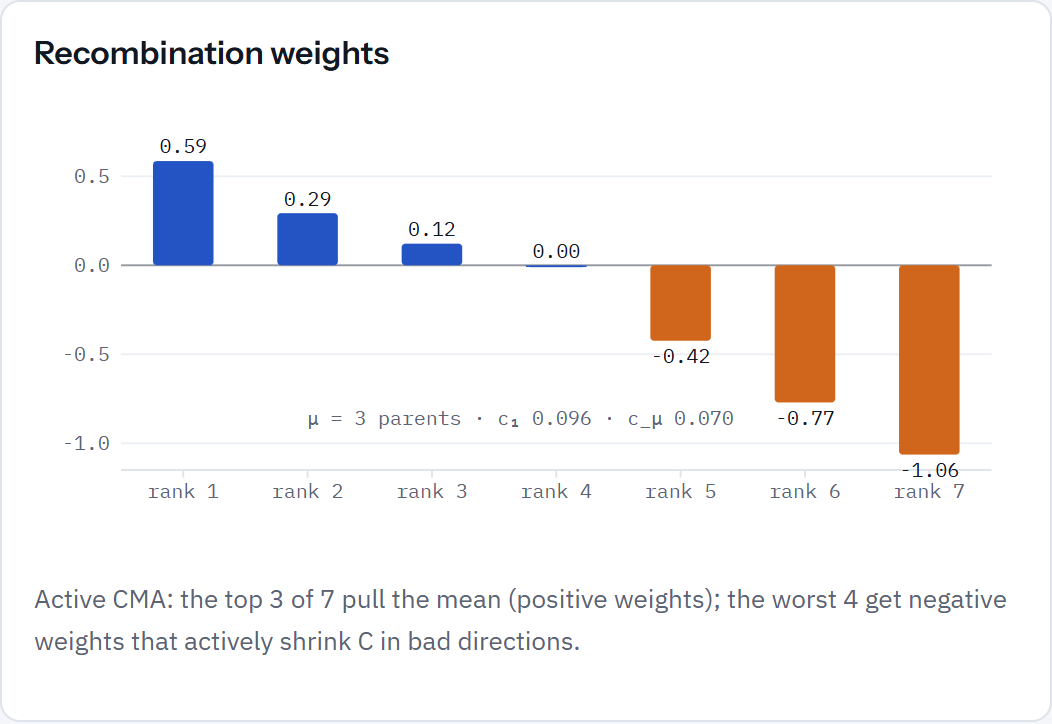 Recombination weights
0.59
0.5
0.29
0.12
0.00
0.0
-0.42
-0.5
μ = 3 parents · c₁ 0.096 · c_μ 0.070
-0.77
-1.0
-1.06
rank 1 rank 2 rank 3 rank 4 rank 5 rank 6 rank 7
Active CMA: the top 3 of 7 pull the mean (positive weights); the worst 4 get negative
weights that actively shrink C in bad directions.